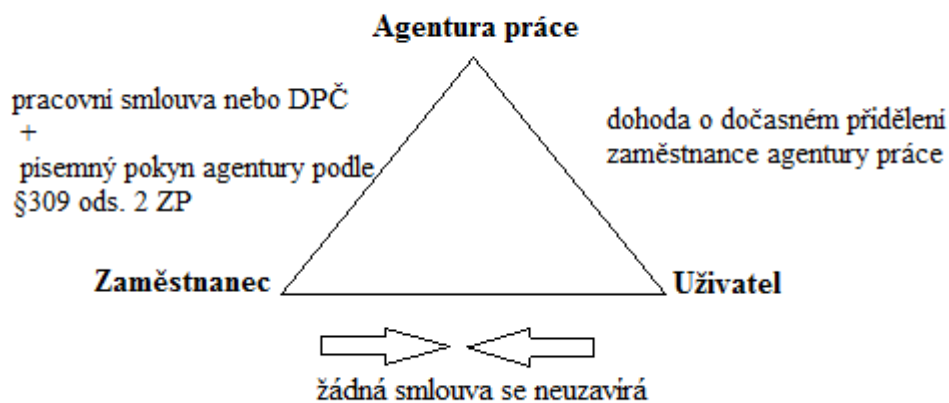 Agentura práce
pracovní smlouva nebo DPČ
+
písemný pokyn agentury podle
§309 ods. 2 ZP
dohoda o dočasném přidělení
zaměstnance agentury práce
Zaměstnanec
Uživatel
žádná smlouva se neuzavírá